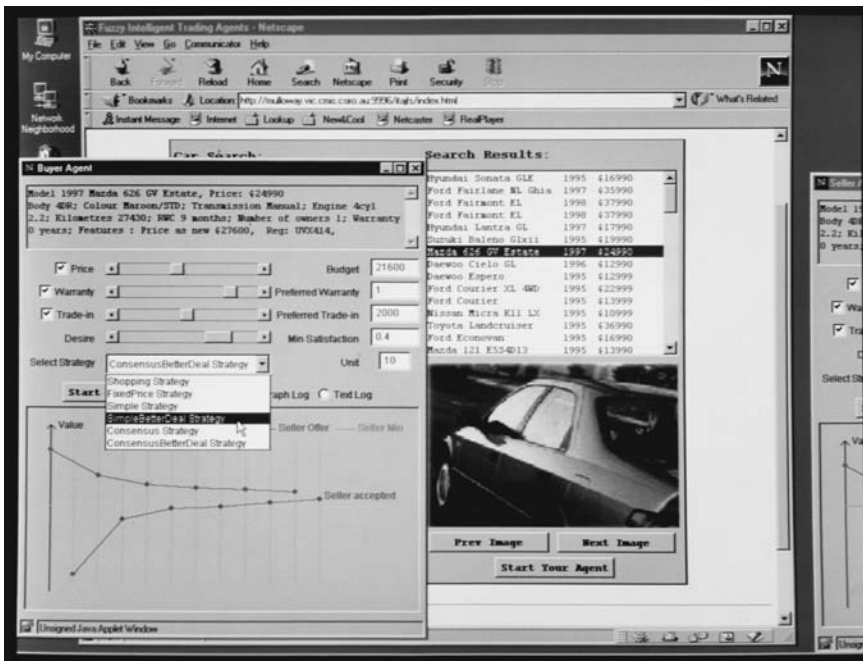 My Computer
Network
Neighborhood
Fuzzy Intelligent Trading Agents - Netscape
File Edit View Go Communicator Help
Back Forward Reload Home Search Netscape Print Security Stop
Bookmarks Location: http://mulloway.vic.cmis.csiro.au:9996/itajfs/index.html What's Related
Instant Message Internet Lookup New&Cool Netcaster RealPlayer
Car Search:
Search Results:
Hyundai Sonata GLE 1995 $16990
Ford Fairlane NL Ghia 1997 $35990
Ford Fairmont EL 1998 $37990
Ford Fairmont EL 1998 $37990
Hyundai Lantra GL 1997 $17990
Suzuki Baleno Glxii 1995 $19990
Mazda 626 GV Estate 1997 $24990
Daewoo Cielo GL 1996 $12990
Daewoo Espero 1995 $12999
Ford Courier XL 4WD 1995 $22999
Ford Courier 1995 $13999
Nissan Micra K11 LX 1995 $10999
Toyota Landcruiser 1995 $36990
Ford Econovan 1995 $16990
Mazda 121 ESS4D13 1995 $13990
Prev Image Next Image
Start Your Agent
Buyer Agent
Model 1997 Mazda 626 GV Estate, Price: $24990
Body 4DR; Colour Maroon/STD; Transmission Manual; Engine 4cyl
2.2; Kilometres 27430; RWC 9 months; Number of owners 1; Warranty
0 years; Features : Price as new $27600, Reg: UVX414,
Price Budget 21600
Warranty Preferred Warranty 1
Trade-in Preferred Trade-in 2000
Desire Min Satisfaction 0.4
Select Strategy ConsensusBetterDeal Strategy Unit 10
Shopping Strategy
FixedPrice Strategy
Simple Strategy
SimpleBetterDeal Strategy
Consensus Strategy
ConsensusBetterDeal Strategy
Start
Log Text Log
Value
Seller Offer Seller Min
Seller accepted
Unsigned Java Applet Window
Seller
Model 1
Body 4DR
2.2; Kil
0 years
Select St